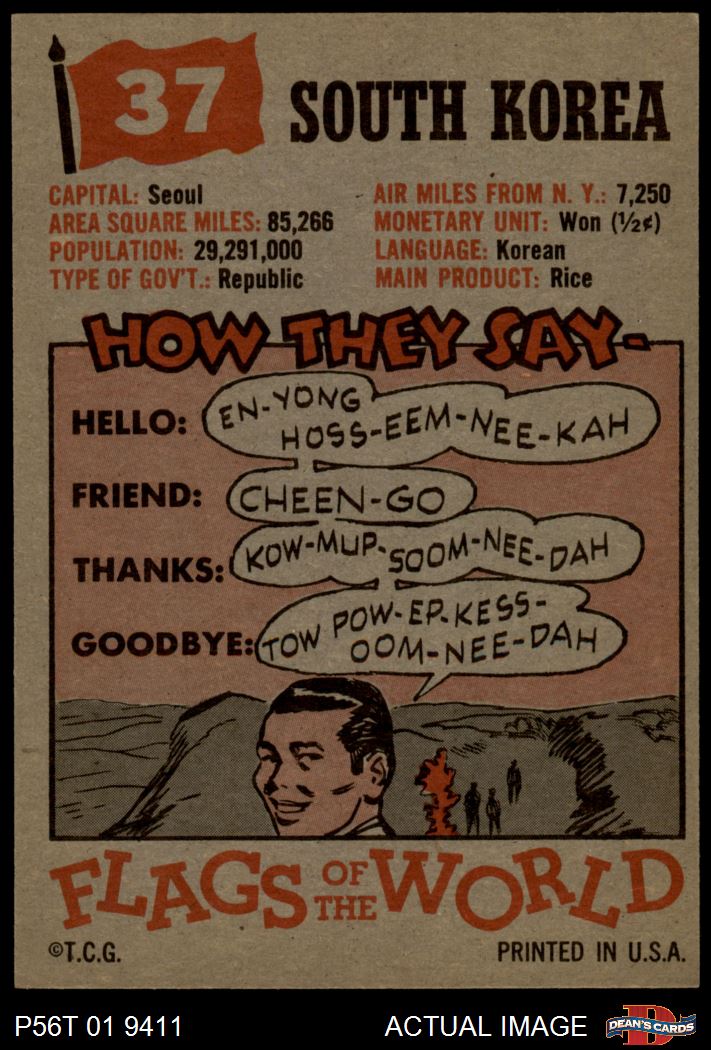 37
SOUTH KOREA
CAPITAL: Seoul
AREA SQUARE MILES: 85,266
POPULATION: 29,291,000
TYPE OF GOV'T.: Republic
AIR MILES FROM N. Y.: 7,250
MONETARY UNIT: Won (½¢)
LANGUAGE: Korean
MAIN PRODUCT: Rice
HOW THEY SAY-
HELLO: EN-YONG
HOSS-EEM-NEE-KAH
FRIEND: CHEEN-GO
THANKS: KOW-MUP-SOOM-NEE-DAH
GOODBYE: TOW POW-EP-KESS-
OOM-NEE-DAH
FLAGS OF THE WORLD
©T.C.G.
PRINTED IN U.S.A.
P56T 01 9411
ACTUAL IMAGE
D
DEAN'S CARDS